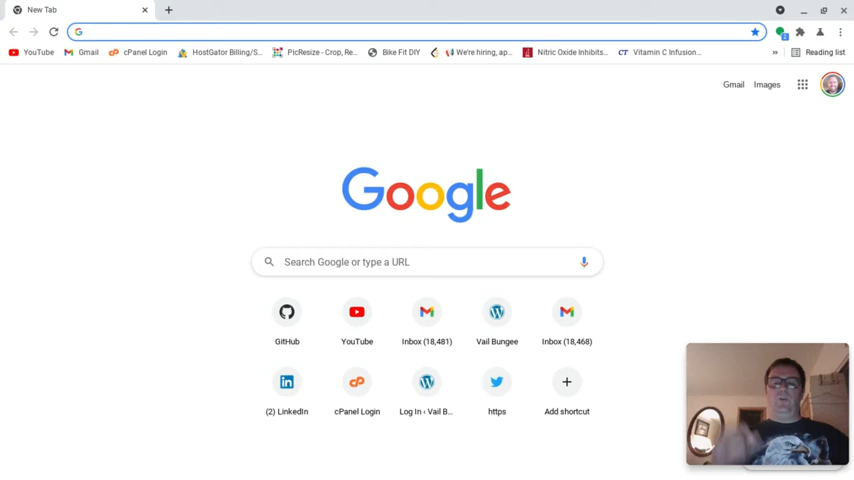 New Tab
YouTube Gmail cPanel Login HostGator Billing/S... PicResize - Crop, Re... Bike Fit DIY We're hiring, ap... Nitric Oxide Inhibits... CT Vitamin C Infusion... » Reading list
Gmail Images
Google
Search Google or type a URL
GitHub YouTube Inbox (18,481) Vail Bungee Inbox (18,468)
(2) LinkedIn cPanel Login Log In ‹ Vail B... https Add shortcut